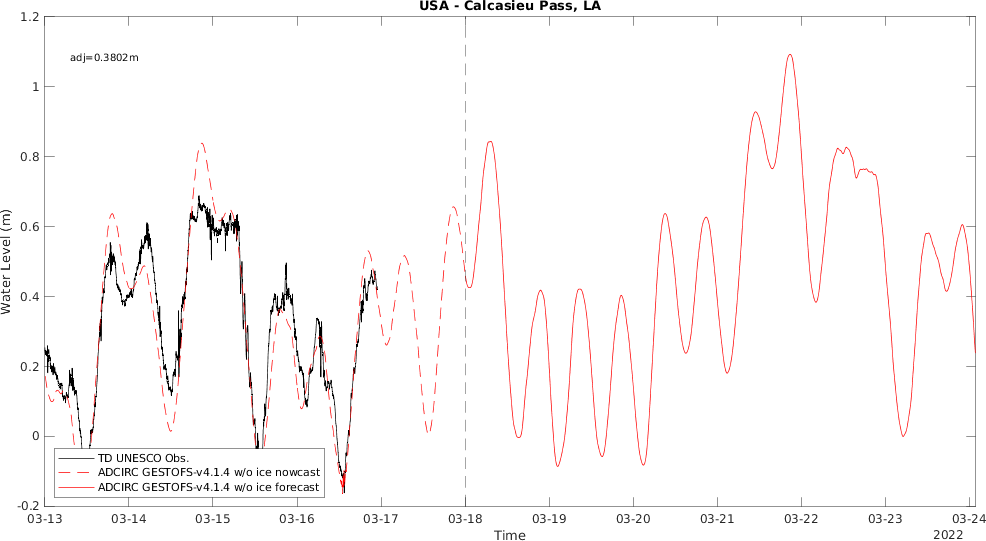 USA - Calcasieu Pass, LA
1.2
adj=0.3802m
1
0.8
0.6
0.4
0.2
0
-0.2
Water Level (m)
TD UNESCO Obs.
ADCIRC GESTOFS-v4.1.4 w/o ice nowcast
ADCIRC GESTOFS-v4.1.4 w/o ice forecast
03-13 03-14 03-15 03-16 03-17 03-18 03-19 03-20 03-21 03-22 03-23 03-24
Time
2022